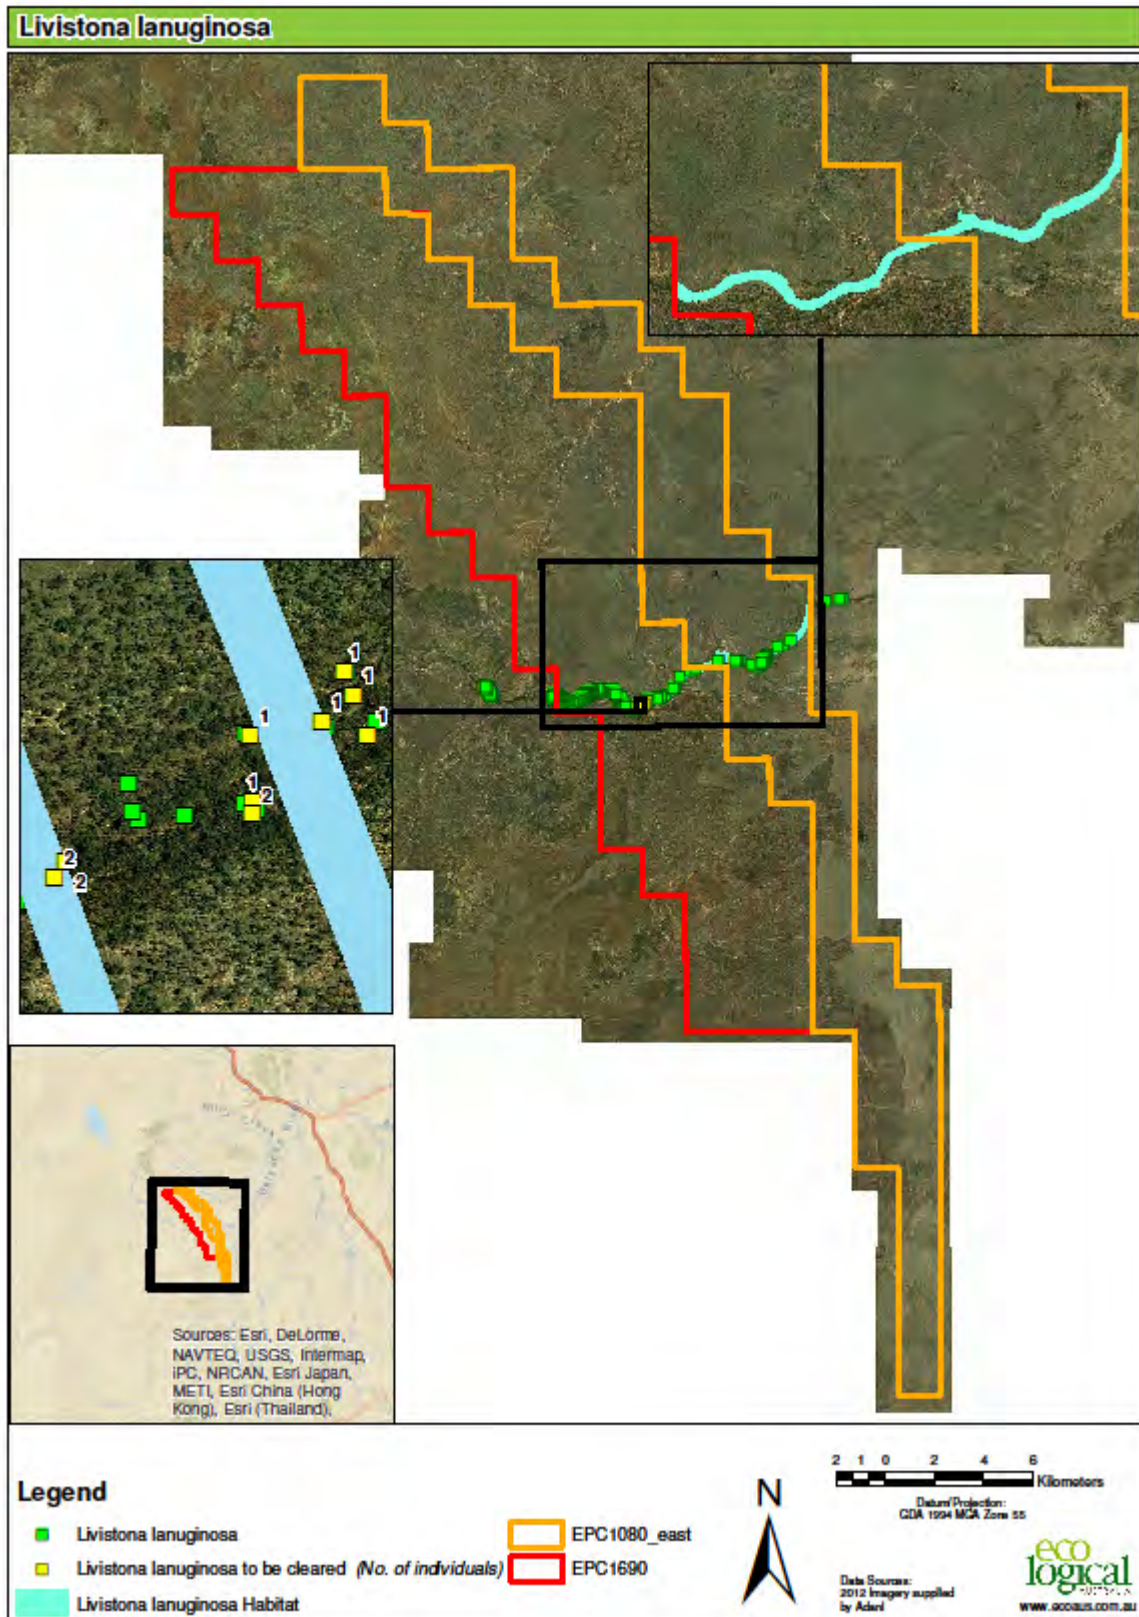 Livistona lanuginosa
1
1
1
1
1
1
2
2
2
Sources: Esri, DeLorme,
NAVTEQ, USGS, Intermap,
iPC, NRCAN, Esri Japan,
METI, Esri China (Hong
Kong), Esri (Thailand),
Legend
Livistona lanuginosa
Livistona lanuginosa to be cleared (No. of individuals)
Livistona lanuginosa Habitat
EPC1080_east
EPC1690
N
2 1 0 2 4 6
Kilometers
Datum/Projection:
GDA 1994 MGA Zone 55
Data Sources:
2012 Imagery supplied
by Adani
eco
logical
AUSTRALIA
www.ecoaus.com.au